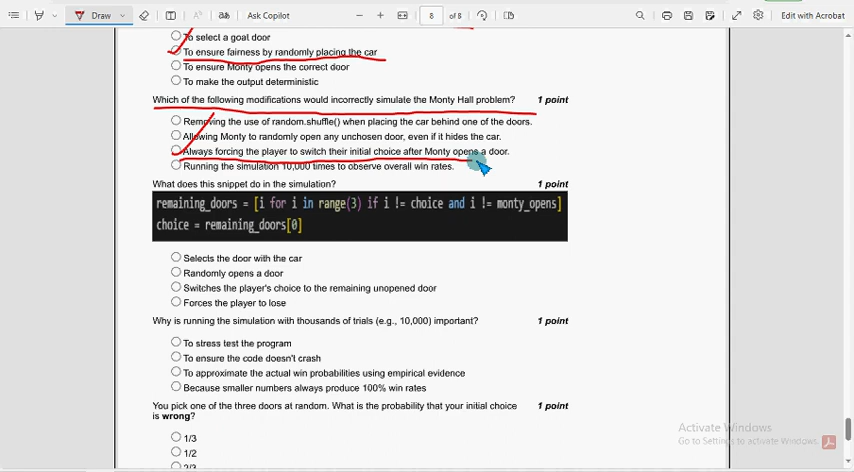 Draw
Ask Copilot
8
of 8
Edit with Acrobat
To select a goat door
To ensure fairness by randomly placing the car
To ensure Monty opens the correct door
To make the output deterministic
Which of the following modifications would incorrectly simulate the Monty Hall problem? 1 point
Removing the use of random.shuffle() when placing the car behind one of the doors.
Allowing Monty to randomly open any unchosen door, even if it hides the car.
Always forcing the player to switch their initial choice after Monty opens a door.
Running the simulation 10,000 times to observe overall win rates.
What does this snippet do in the simulation? 1 point
remaining_doors = [i for i in range(3) if i != choice and i != monty_opens]
choice = remaining_doors[0]
Selects the door with the car
Randomly opens a door
Switches the player's choice to the remaining unopened door
Forces the player to lose
Why is running the simulation with thousands of trials (e.g., 10,000) important? 1 point
To stress test the program
To ensure the code doesn't crash
To approximate the actual win probabilities using empirical evidence
Because smaller numbers always produce 100% win rates
You pick one of the three doors at random. What is the probability that your initial choice 1 point
is wrong?
1/3
1/2
2/3
Activate Windows
Go to Settings to activate Windows.